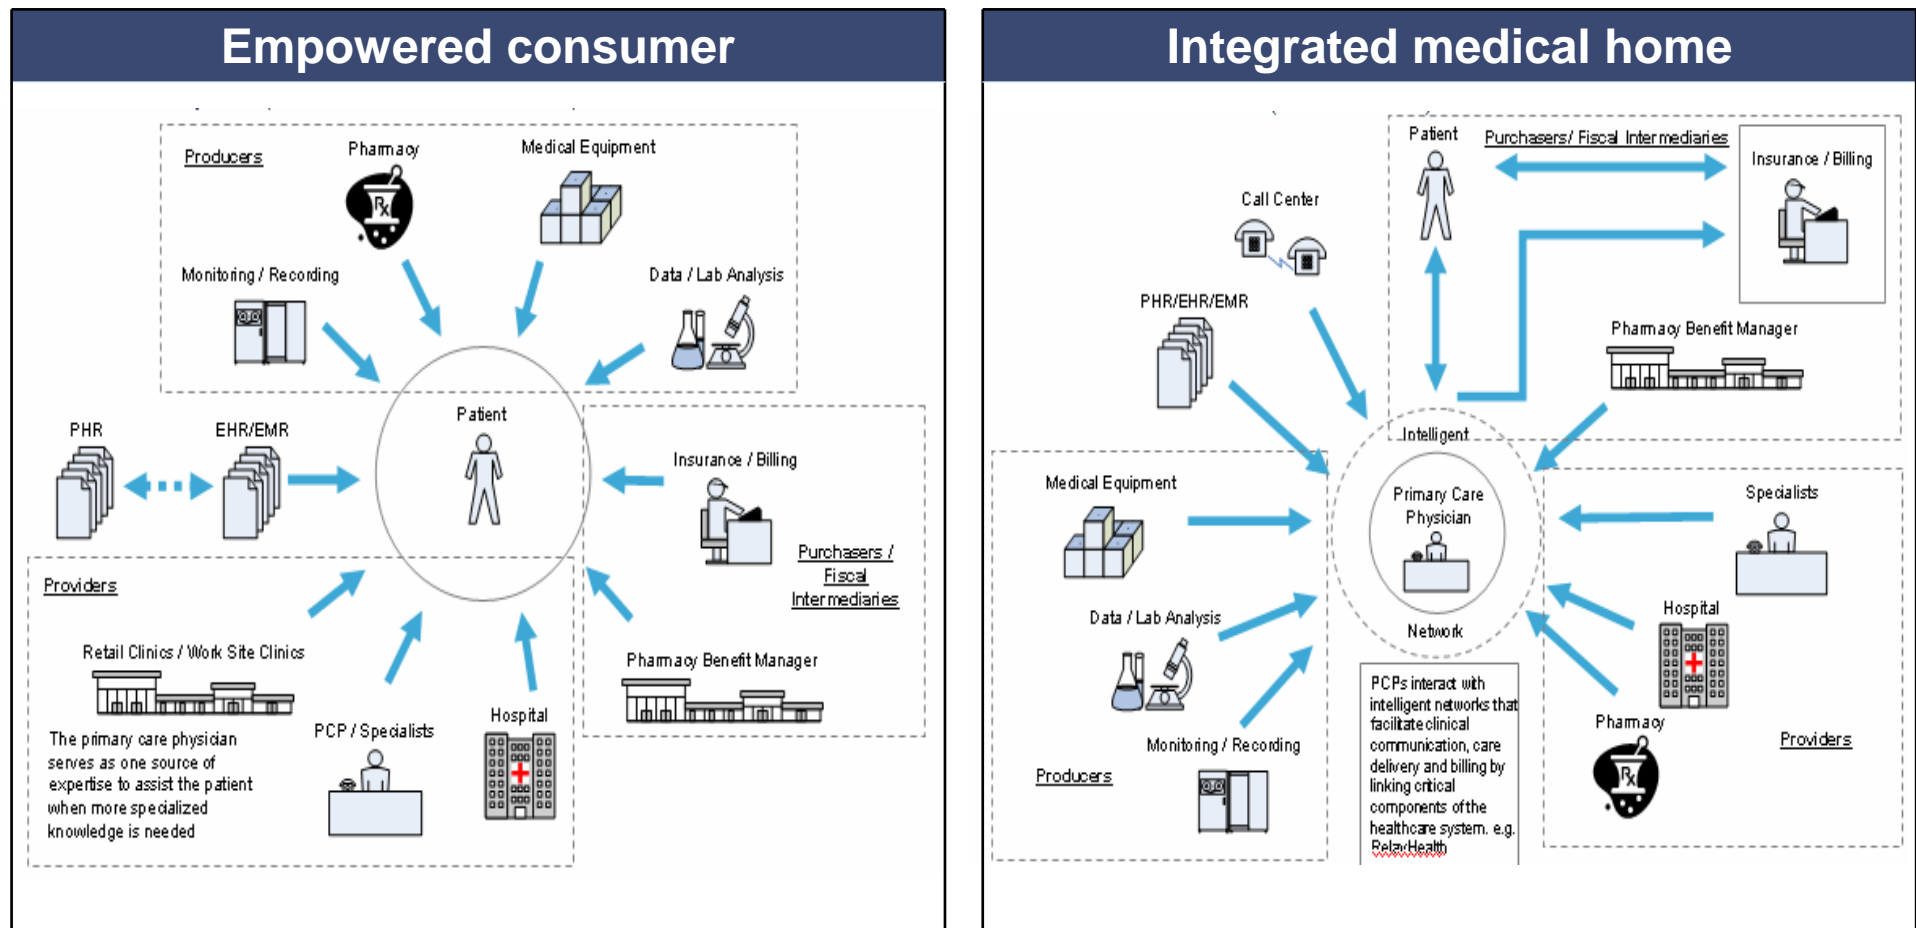 Empowered consumer
Producers
Pharmacy
Medical Equipment
Monitoring / Recording
Data / Lab Analysis
Rx
Patient
PHR
EHR/EMR
Insurance / Billing
Purchasers /
Fiscal
Intermediaries
Providers
Retail Clinics / Work Site Clinics
Pharmacy Benefit Manager
PCP / Specialists
Hospital
The primary care physician
serves as one source of
expertise to assist the patient
when more specialized
knowledge is needed
Integrated medical home
Patient
Purchasers/ Fiscal Intermediaries
Insurance / Billing
Call Center
PHR/EHR/EMR
Pharmacy Benefit Manager
Intelligent
Primary Care
Physician
Network
Medical Equipment
Specialists
Data / Lab Analysis
Hospital
Monitoring / Recording
Producers
Pharmacy
Rx
Providers
PCPs interact with
intelligent networks that
facilitate clinical
communication, care
delivery and billing by
linking critical
components of the
healthcare system. e.g.
RelayHealth